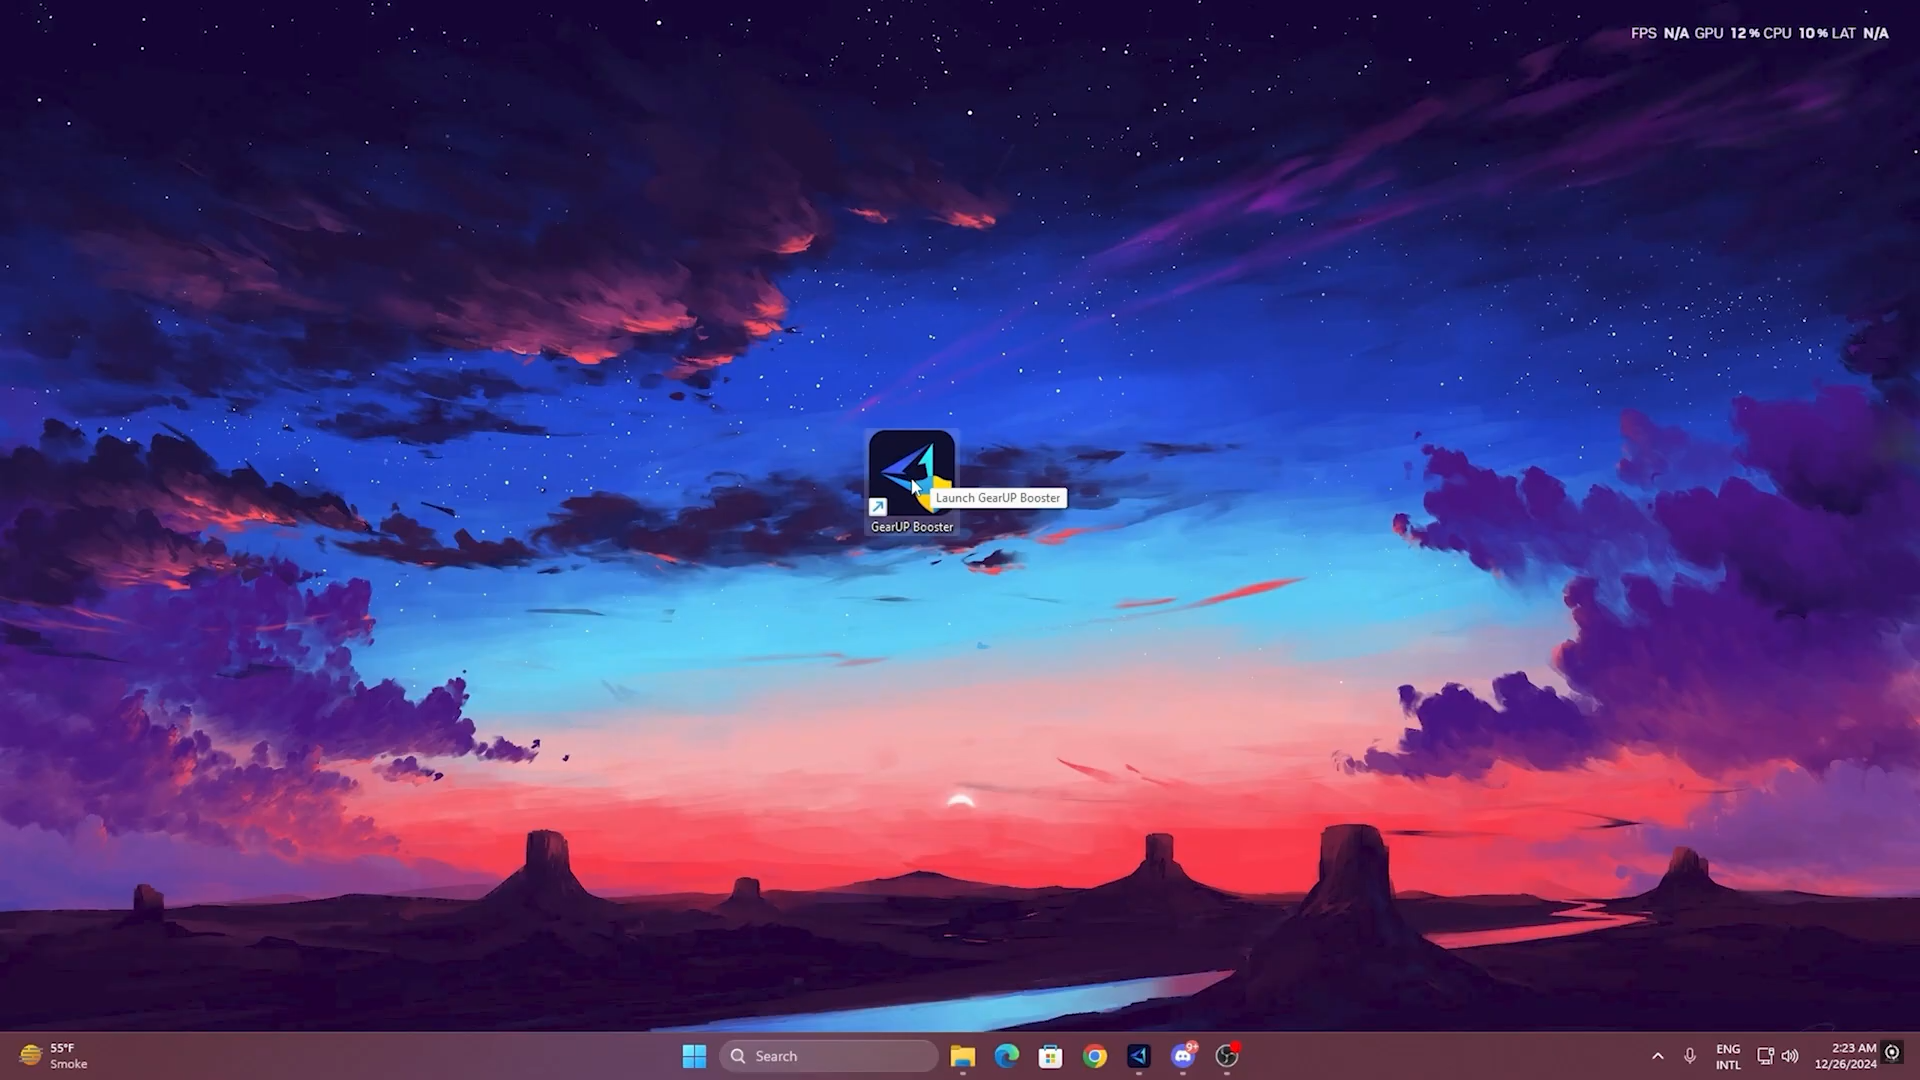 FPS N/A GPU 12 % CPU 10 % LAT N/A
Launch GearUP Booster
GearUP Booster
55°F
Smoke
Search
9+
ENG
INTL
2:23 AM
12/26/2024